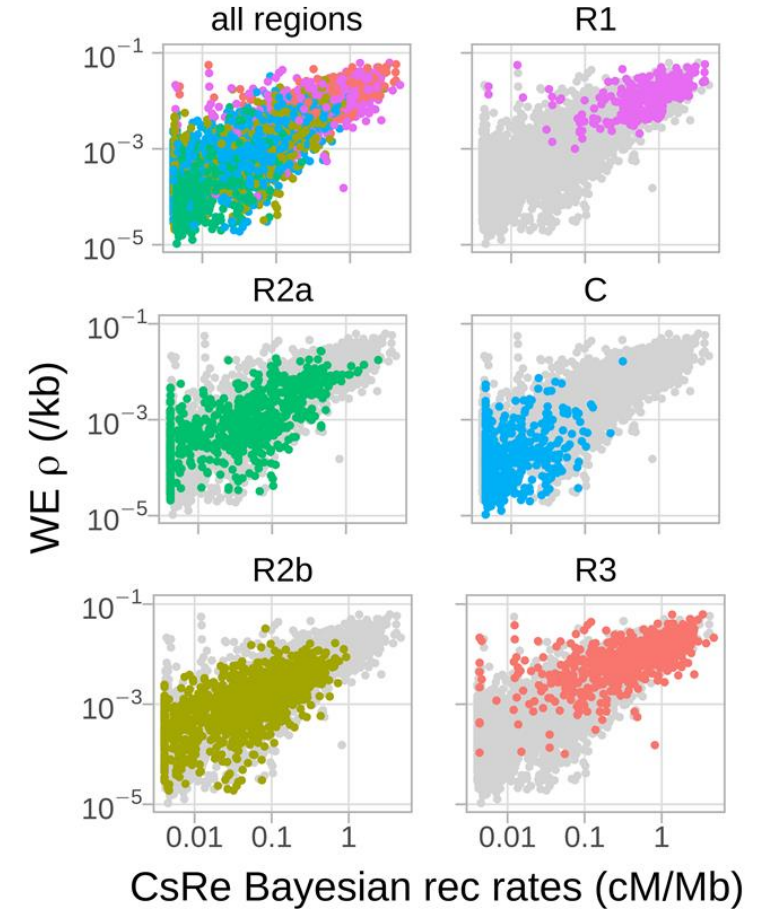 all regions
R1
10⁻¹
10⁻³
10⁻⁵
R2a
C
10⁻¹
10⁻³
10⁻⁵
R2b
R3
10⁻¹
10⁻³
10⁻⁵
0.01 0.1 1
0.01 0.1 1
WE ρ (/kb)
CsRe Bayesian rec rates (cM/Mb)